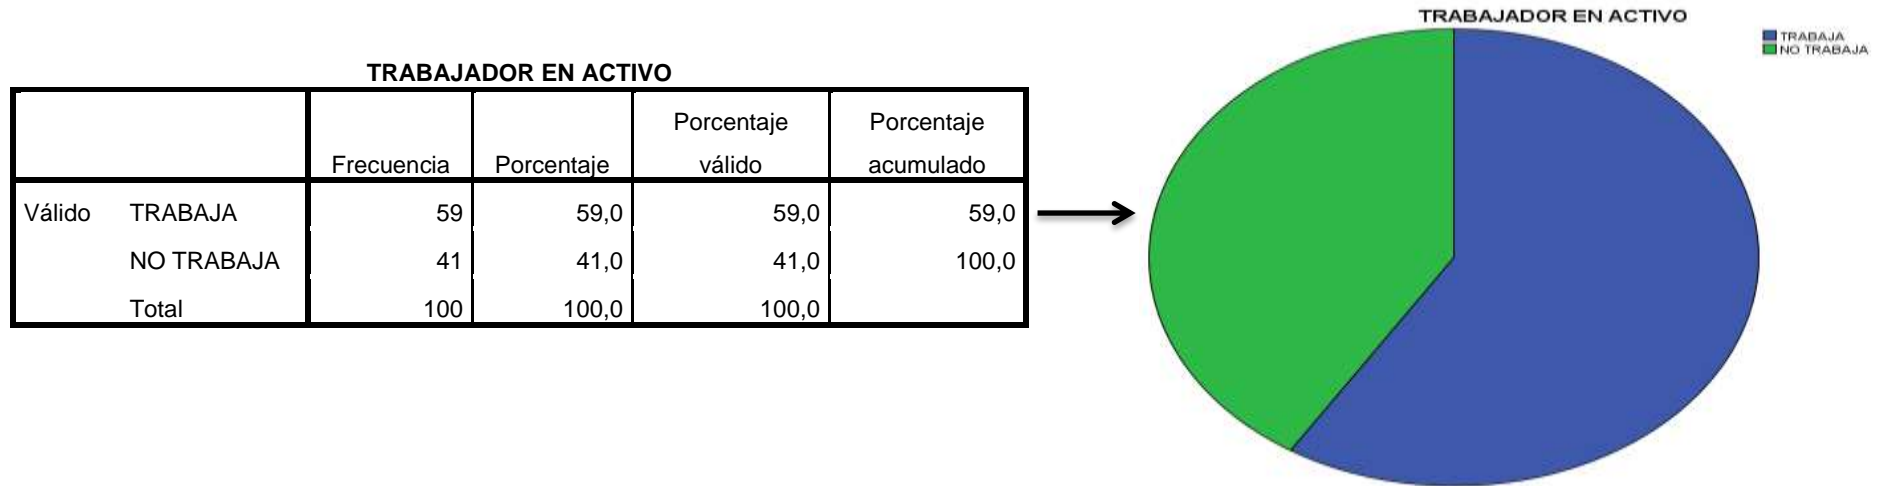 TRABAJADOR EN ACTIVO
Frecuencia Porcentaje Porcentaje válido Porcentaje acumulado
Válido TRABAJA 59 59,0 59,0 59,0
NO TRABAJA 41 41,0 41,0 100,0
Total 100 100,0 100,0
TRABAJADOR EN ACTIVO
TRABAJA
NO TRABAJA